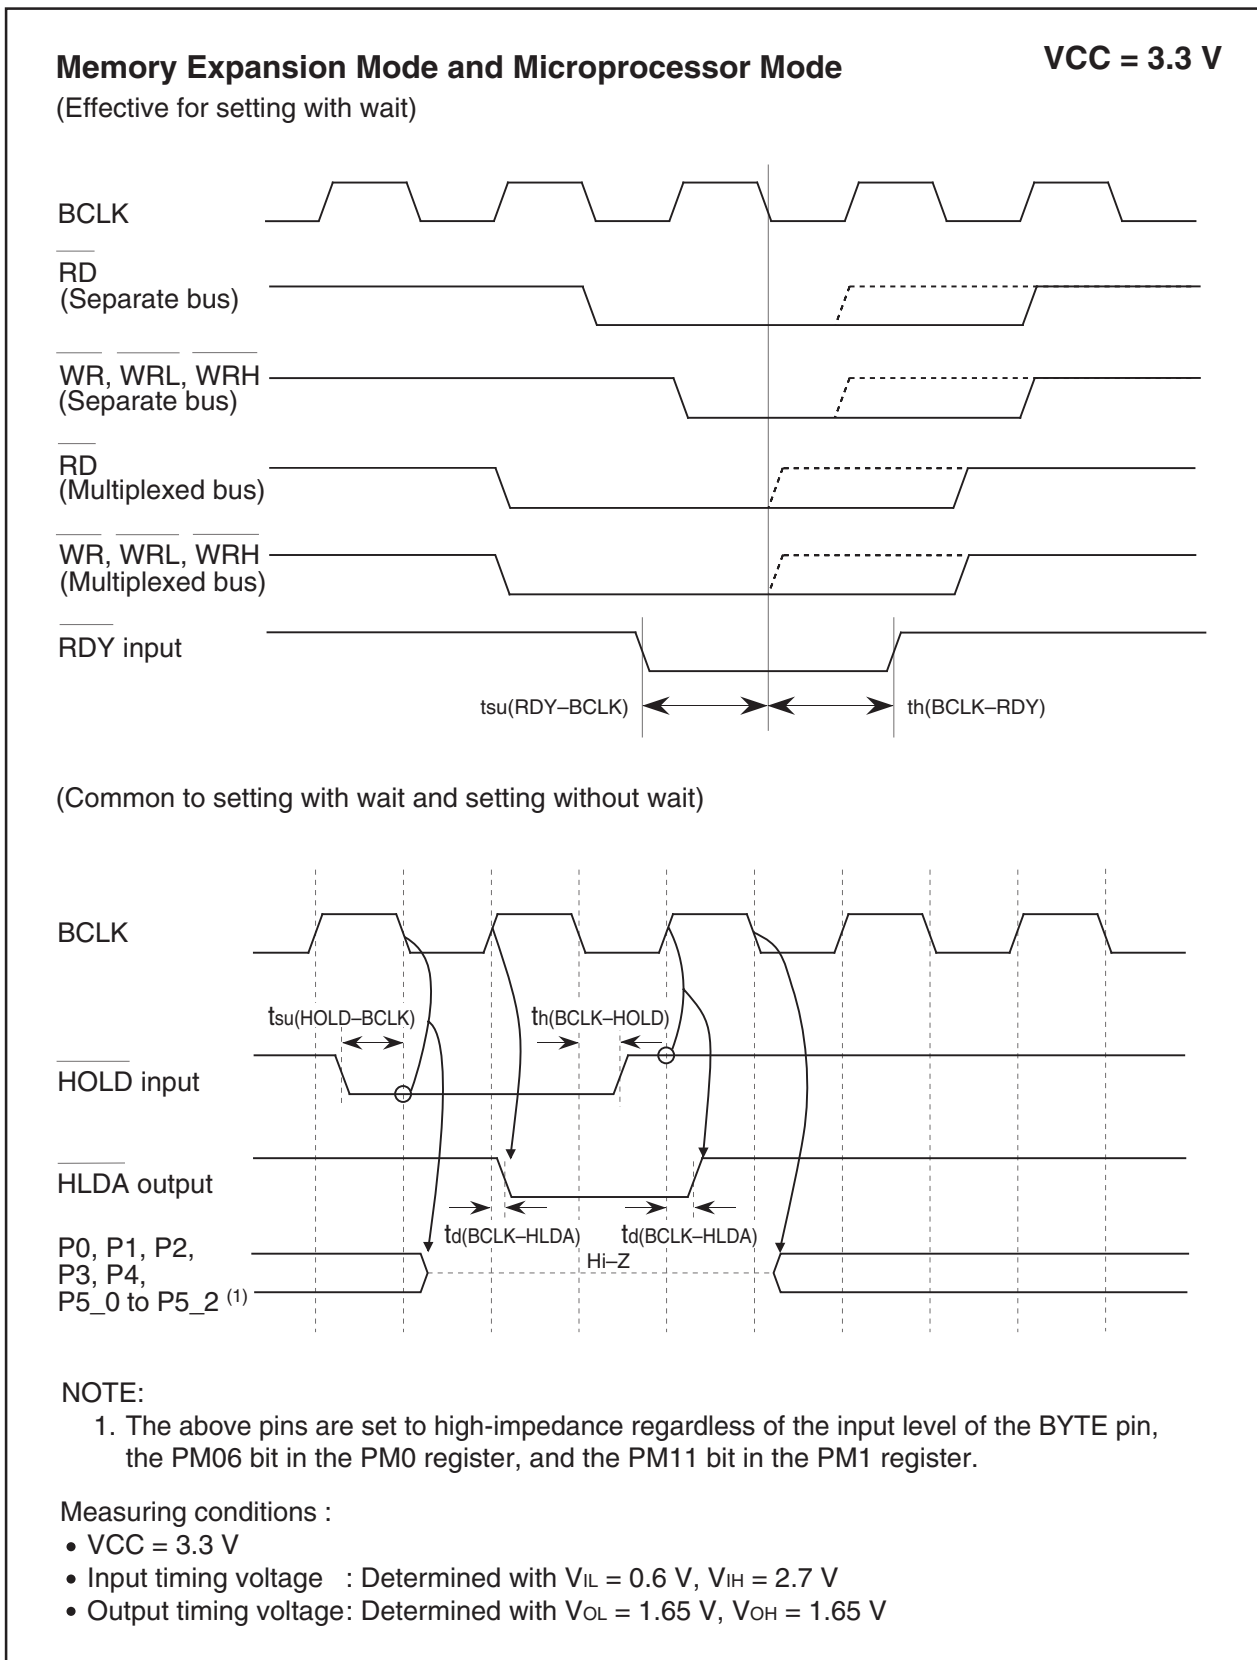 Memory Expansion Mode and Microprocessor Mode
VCC = 3.3 V
(Effective for setting with wait)
BCLK
RD
(Separate bus)
WR, WRL, WRH
(Separate bus)
RD
(Multiplexed bus)
WR, WRL, WRH
(Multiplexed bus)
RDY input
tsu(RDY–BCLK)
th(BCLK–RDY)
(Common to setting with wait and setting without wait)
BCLK
tsu(HOLD–BCLK)
th(BCLK–HOLD)
HOLD input
HLDA output
td(BCLK–HLDA)
td(BCLK–HLDA)
P0, P1, P2,
P3, P4,
P5_0 to P5_2 (1)
Hi–Z
NOTE:
1. The above pins are set to high-impedance regardless of the input level of the BYTE pin,
the PM06 bit in the PM0 register, and the PM11 bit in the PM1 register.
Measuring conditions :
• VCC = 3.3 V
• Input timing voltage : Determined with VIL = 0.6 V, VIH = 2.7 V
• Output timing voltage: Determined with VOL = 1.65 V, VOH = 1.65 V